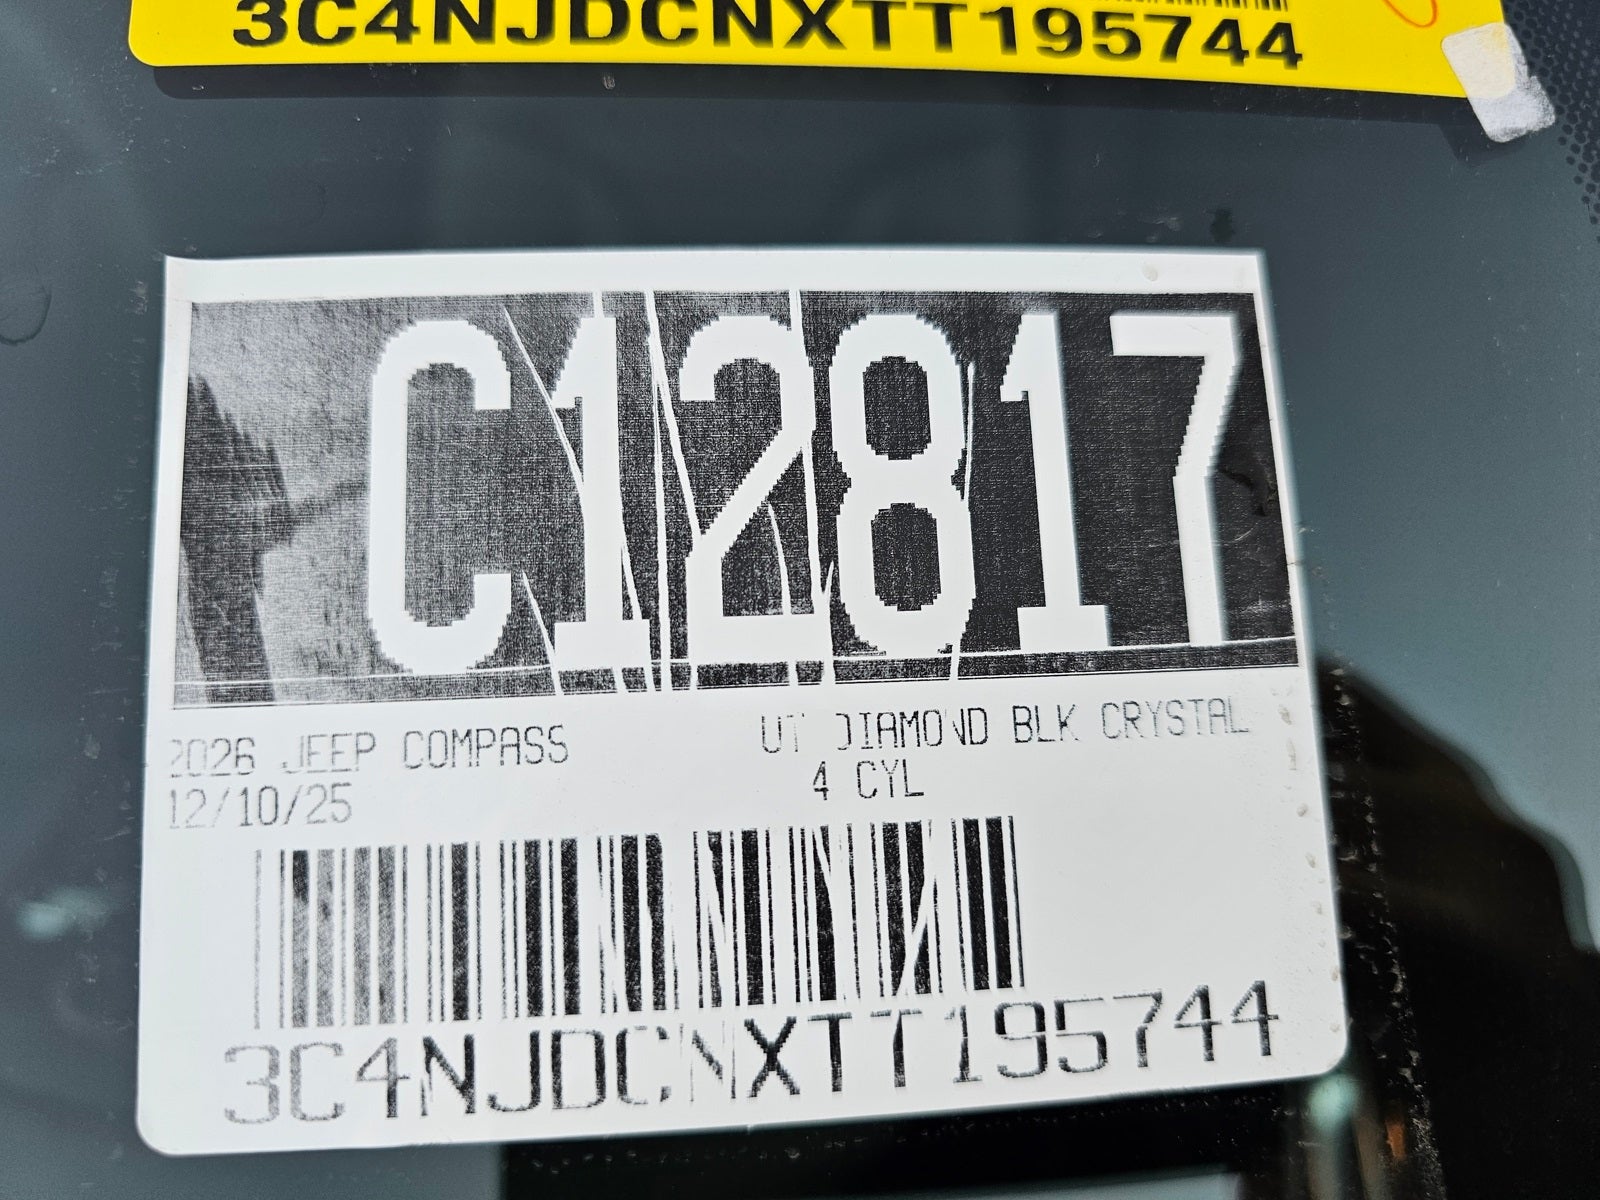 3C4NJDCNXTT195744
C12817
2026 JEEP COMPASS UT DIAMOND BLK CRYSTAL
12/10/25 4 CYL
3C4NJDCNXTT195744